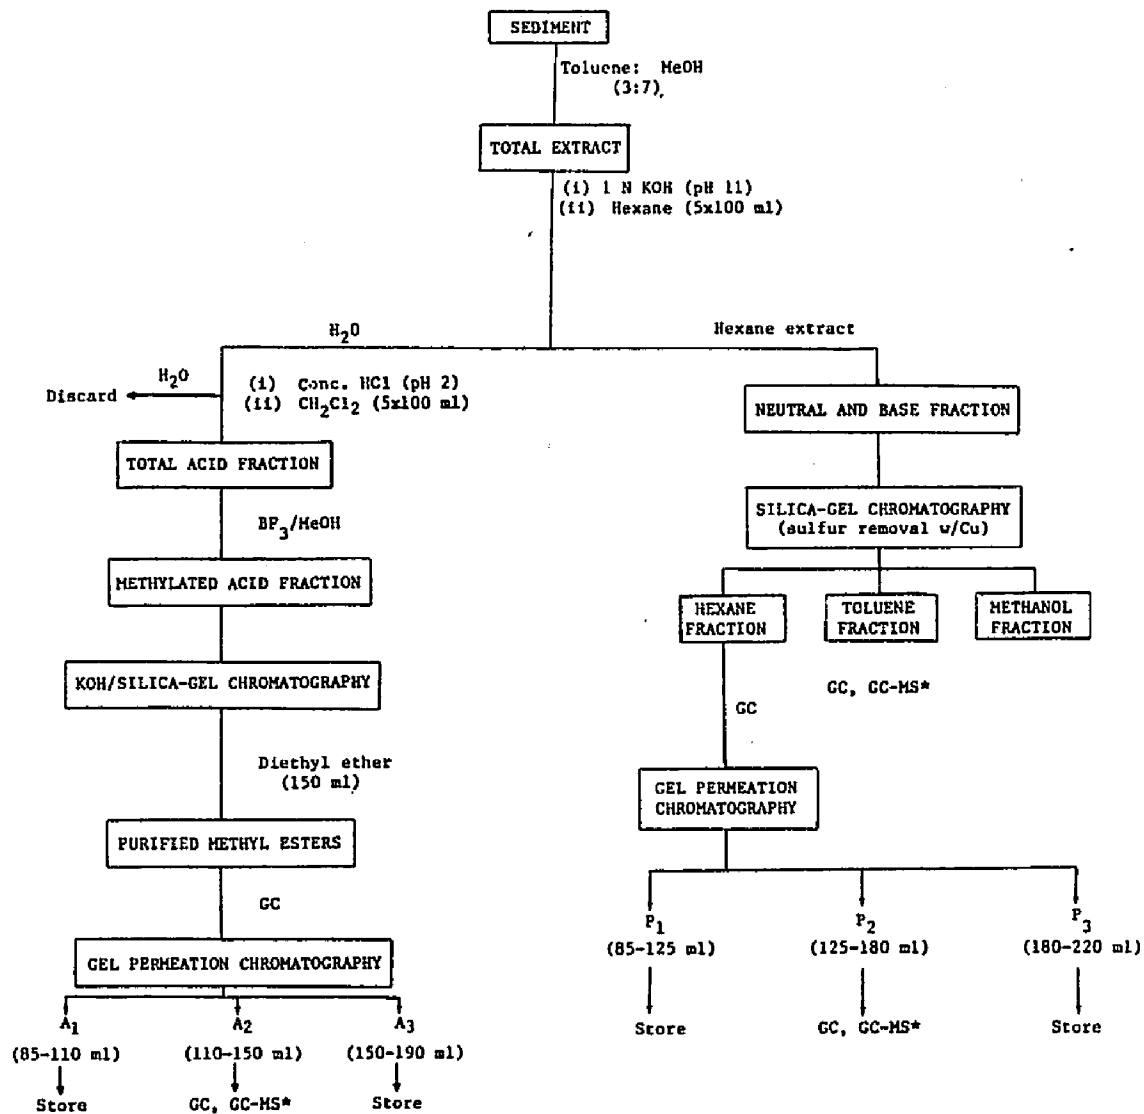 SEDIMENT
Toluene: MeOH
(3:7)
TOTAL EXTRACT
(i) 1 N KOH (pH 11)
(ii) Hexane (5x100 ml)
H2O
Hexane extract
H2O
Discard
(i) Conc. HCl (pH 2)
(ii) CH2Cl2 (5x100 ml)
TOTAL ACID FRACTION
BF3/MeOH
METHYLATED ACID FRACTION
KOH/SILICA-GEL CHROMATOGRAPHY
Diethyl ether
(150 ml)
PURIFIED METHYL ESTERS
GC
GEL PERMEATION CHROMATOGRAPHY
A1
A2
A3
(85-110 ml)
(110-150 ml)
(150-190 ml)
Store
GC, GC-MS*
Store
NEUTRAL AND BASE FRACTION
SILICA-GEL CHROMATOGRAPHY
(sulfur removal w/Cu)
HEXANE
FRACTION
TOLUENE
FRACTION
METHANOL
FRACTION
GC, GC-MS*
GC
GEL PERMEATION
CHROMATOGRAPHY
P1
P2
P3
(85-125 ml)
(125-180 ml)
(180-220 ml)
Store
GC, GC-MS*
Store